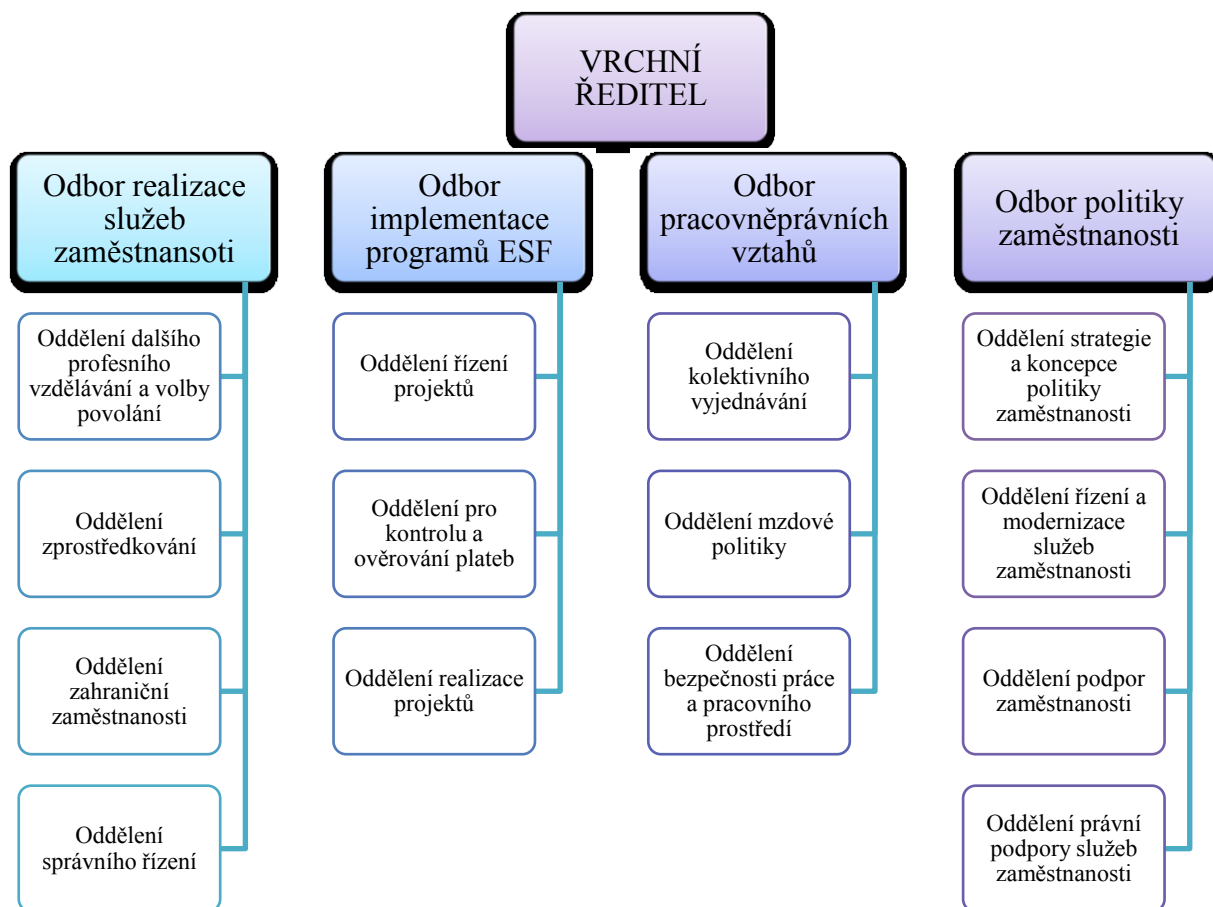 VRCHNÍ
ŘEDITEL
Odbor realizace
služeb
zaměstnansoti
Oddělení dalšího
profesního
vzdělávání a volby
povolání
Oddělení
zprostředkování
Oddělení
zahraniční
zaměstnanosti
Oddělení
správního řízení
Odbor
implementace
programů ESF
Oddělení řízení
projektů
Oddělení pro
kontrolu a
ověrování plateb
Oddělení realizace
projektů
Odbor
pracovněprávních
vztahů
Oddělení
kolektivního
vyjednávání
Oddělení mzdové
politiky
Oddělení
bezpečnosti práce
a pracovního
prostředí
Odbor politiky
zaměstnanosti
Oddělení strategie
a koncepce
politiky
zaměstnanosti
Oddělení řízení a
modernizace
služeb
zaměstnanosti
Oddělení podpor
zaměstnanosti
Oddělení právní
podpory služeb
zaměstnanosti